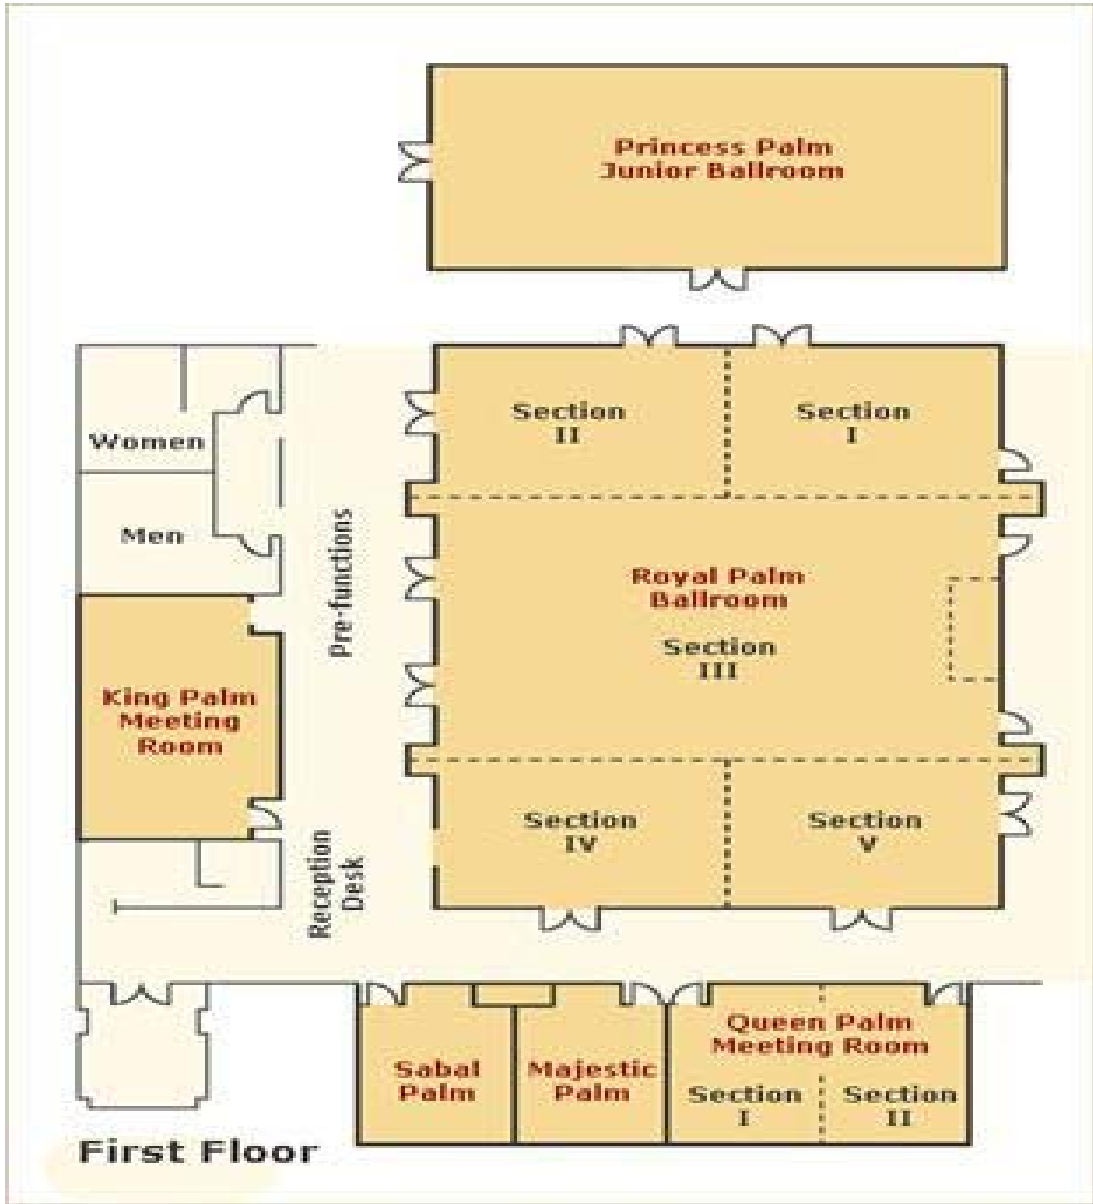 Princess Palm
Junior Ballroom
Section
II
Section
I
Women
Men
Pre-functions
Royal Palm
Ballroom
Section
III
King Palm
Meeting
Room
Section
IV
Section
V
Reception
Desk
Queen Palm
Meeting Room
Sabal
Palm
Majestic
Palm
Section
I
Section
II
First Floor